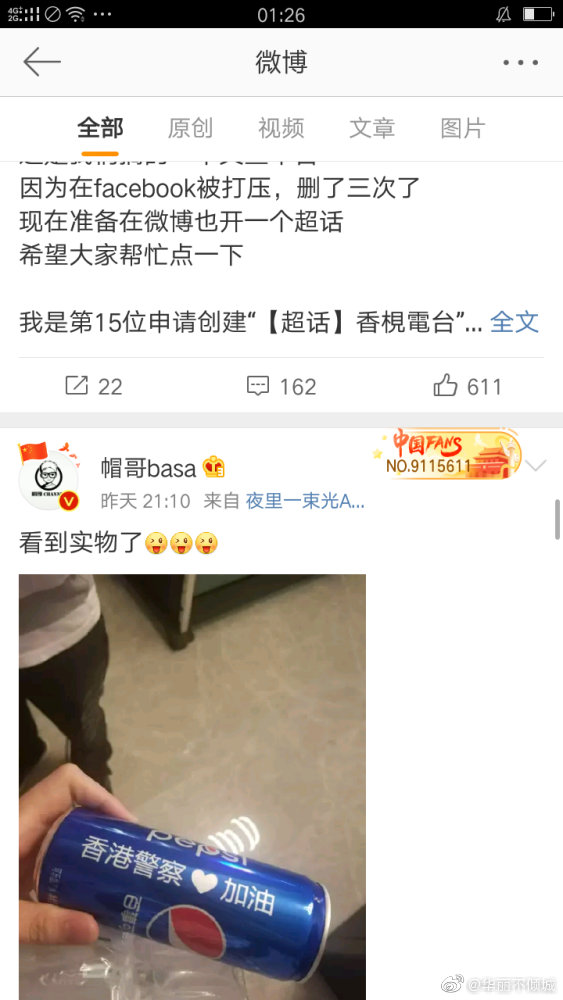 4G 2G
01:26
微博
全部 原创 视频 文章 图片
因为在facebook被打压，删了三次了
现在准备在微博也开一个超话
希望大家帮忙点一下
我是第15位申请创建“【超话】香梘電台”... 全文
22 162 611
帽哥basa
中国FANS
NO.9115611
昨天 21:10 来自 夜里一束光A...
看到实物了
pepsi
香港警察 加油
@华丽不倾城